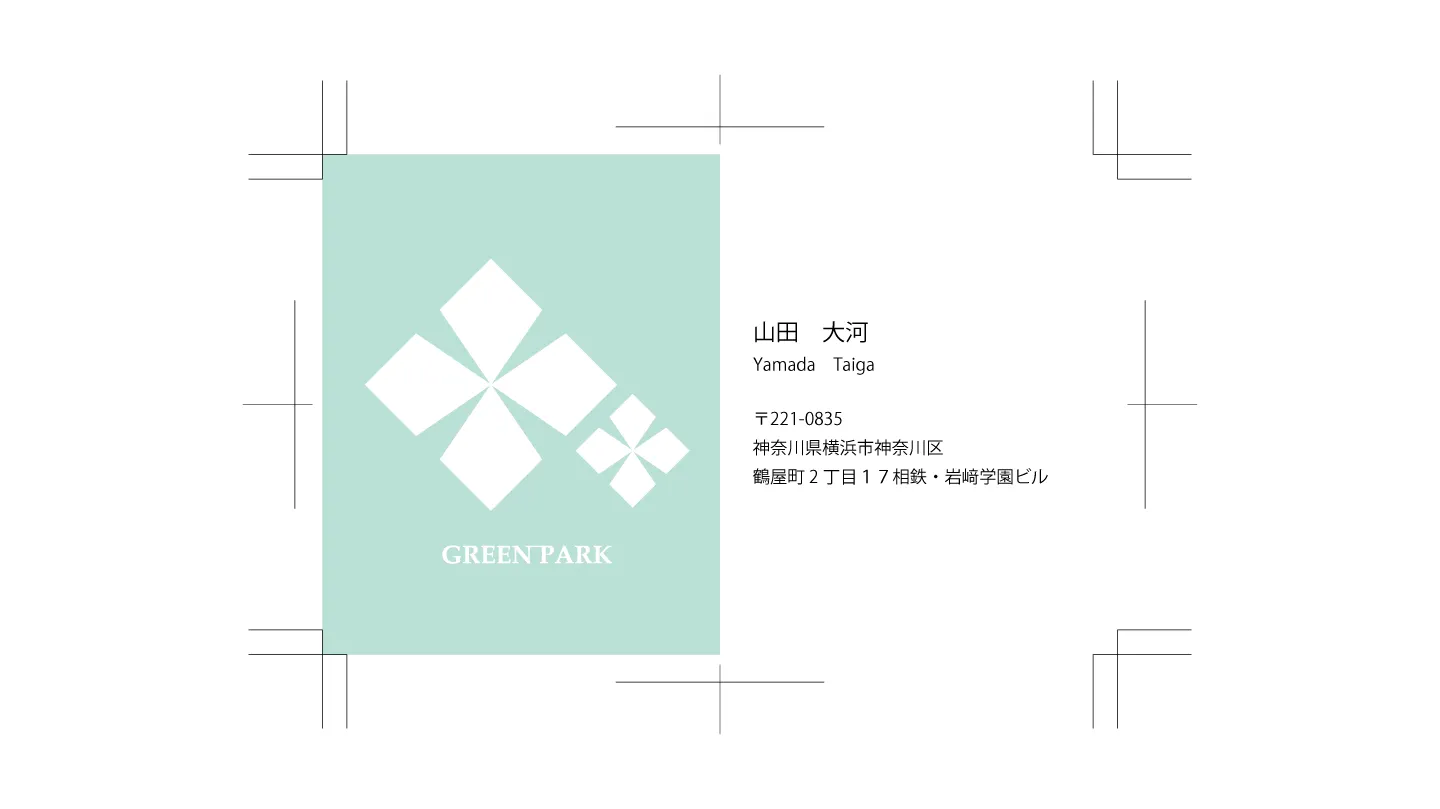 GREEN PARK
山田　大河
Yamada　Taiga
〒221-0835
神奈川県横浜市神奈川区
鶴屋町２丁目１７相鉄・岩﨑学園ビル